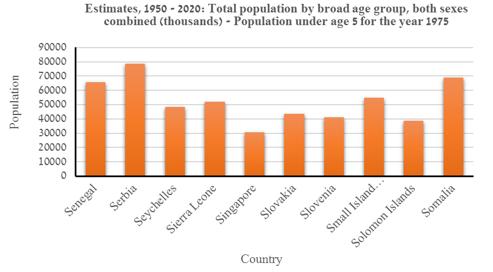 Estimates, 1950 - 2020: Total population by broad age group, both sexes
combined (thousands) - Population under age 5 for the year 1975
90000
80000
70000
60000
50000
40000
30000
20000
10000
0
Population
Senegal
Serbia
Seychelles
Sierra Leone
Singapore
Slovakia
Slovenia
Small Island…
Solomon Islands
Somalia
Country